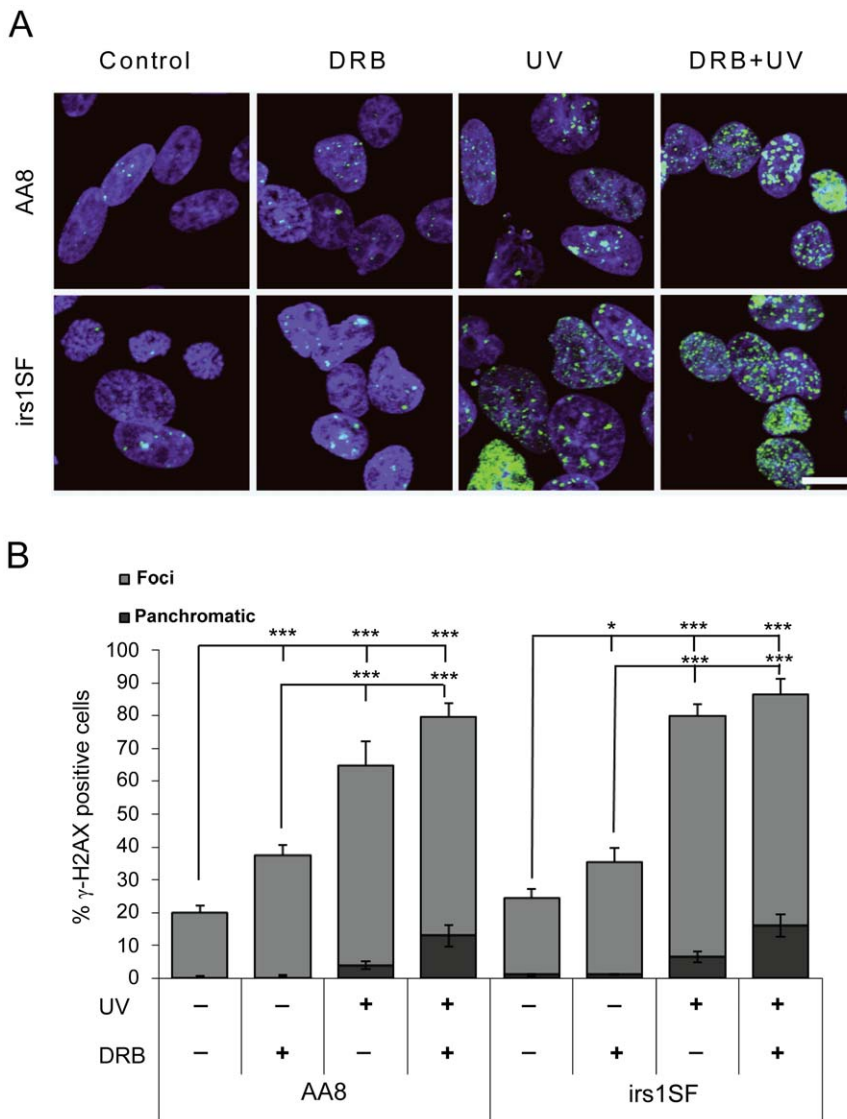 A
Control DRB UV DRB+UV
AA8
irs1SF
B
Foci
Panchromatic
*** *** *** * *** ***
*** *** *** ***
% γ-H2AX positive cells
100
90
80
70
60
50
40
30
20
10
0
UV – – + + – – + +
DRB – + – + – + – +
AA8 irs1SF